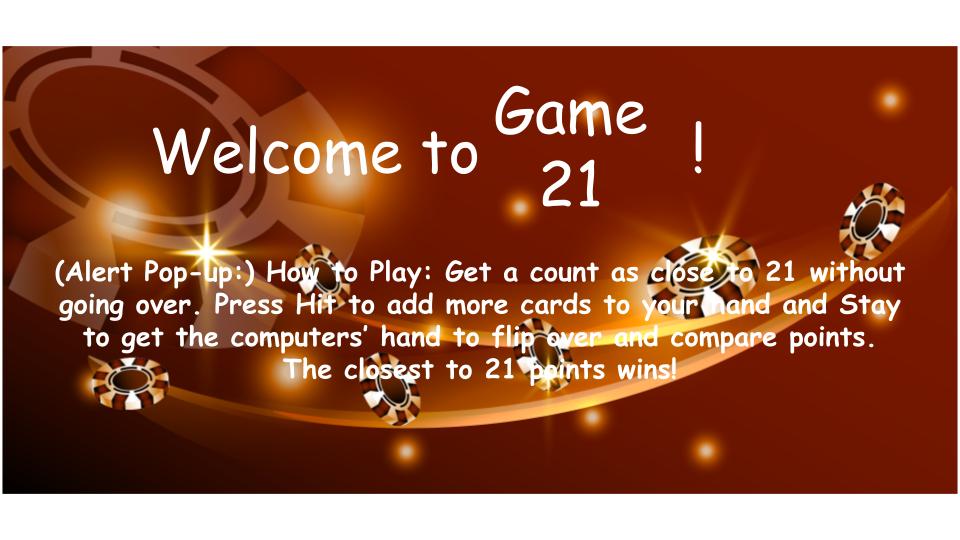 Welcome to Game 21 !
(Alert Pop-up:) How to Play: Get a count as close to 21 without
going over. Press Hit to add more cards to your hand and Stay
to get the computers’ hand to flip over and compare points.
The closest to 21 points wins!